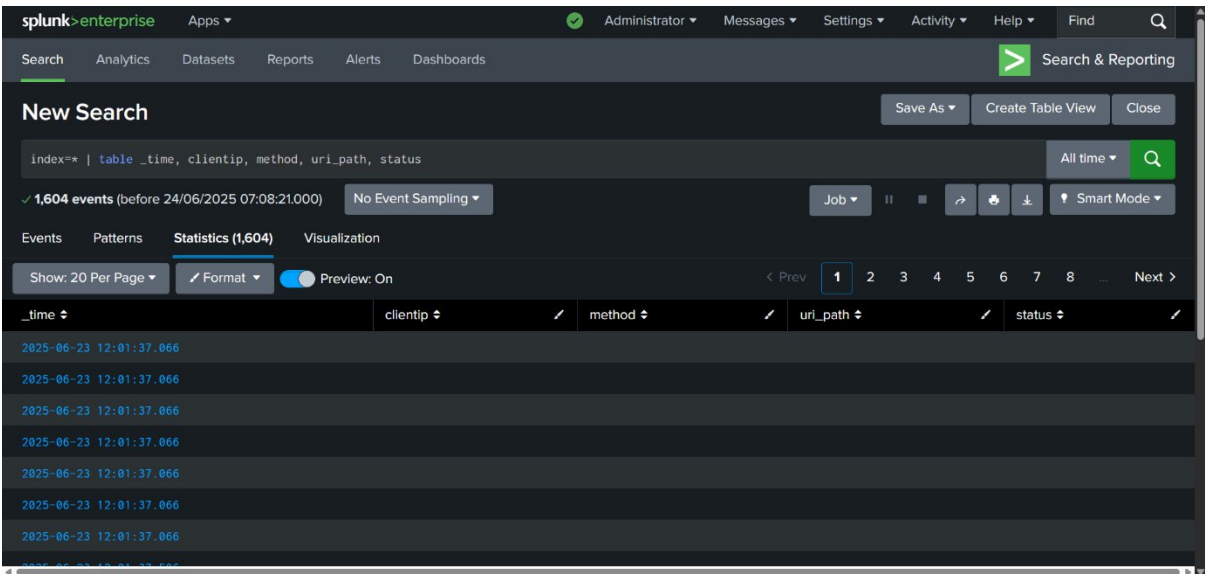 splunk>enterprise Apps Administrator Messages Settings Activity Help Find
Search Analytics Datasets Reports Alerts Dashboards > Search & Reporting
New Search Save As Create Table View Close
index=* | table _time, clientip, method, uri_path, status All time
1,604 events (before 24/06/2025 07:08:21.000) No Event Sampling Job Smart Mode
Events Patterns Statistics (1,604) Visualization
Show: 20 Per Page Format Preview: On < Prev 1 2 3 4 5 6 7 8 ... Next >
_time clientip method uri_path status
2025-06-23 12:01:37.066
2025-06-23 12:01:37.066
2025-06-23 12:01:37.066
2025-06-23 12:01:37.066
2025-06-23 12:01:37.066
2025-06-23 12:01:37.066
2025-06-23 12:01:37.066